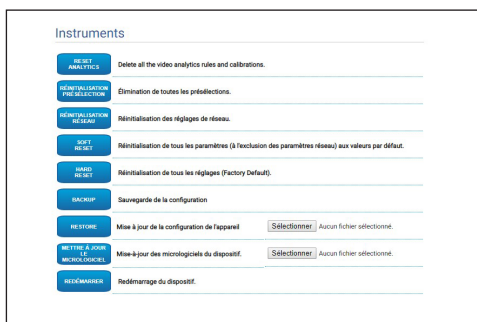 Instruments
RESET
ANALYTICS
Delete all the video analytics rules and calibrations.
RÉINITIALISATION
PRÉSÉLECTION
Élimination de toutes les présélections.
RÉINITIALISATION
RÉSEAU
Réinitialisation des réglages de réseau.
SOFT
RESET
Réinitialisation de tous les paramètres (à l'exclusion des paramètres réseau) aux valeurs par défaut.
HARD
RESET
Réinitialisation de tous les réglages (Factory Default).
BACKUP
Sauvegarde de la configuration
RESTORE
Mise à jour de la configuration de l'appareil
Sélectionner Aucun fichier sélectionné.
METTRE À JOUR
LE
MICROLOGICIEL
Mise-à-jour des micrologiciels du dispositif.
Sélectionner Aucun fichier sélectionné.
REDÉMARRER
Redémarrage du dispositif.